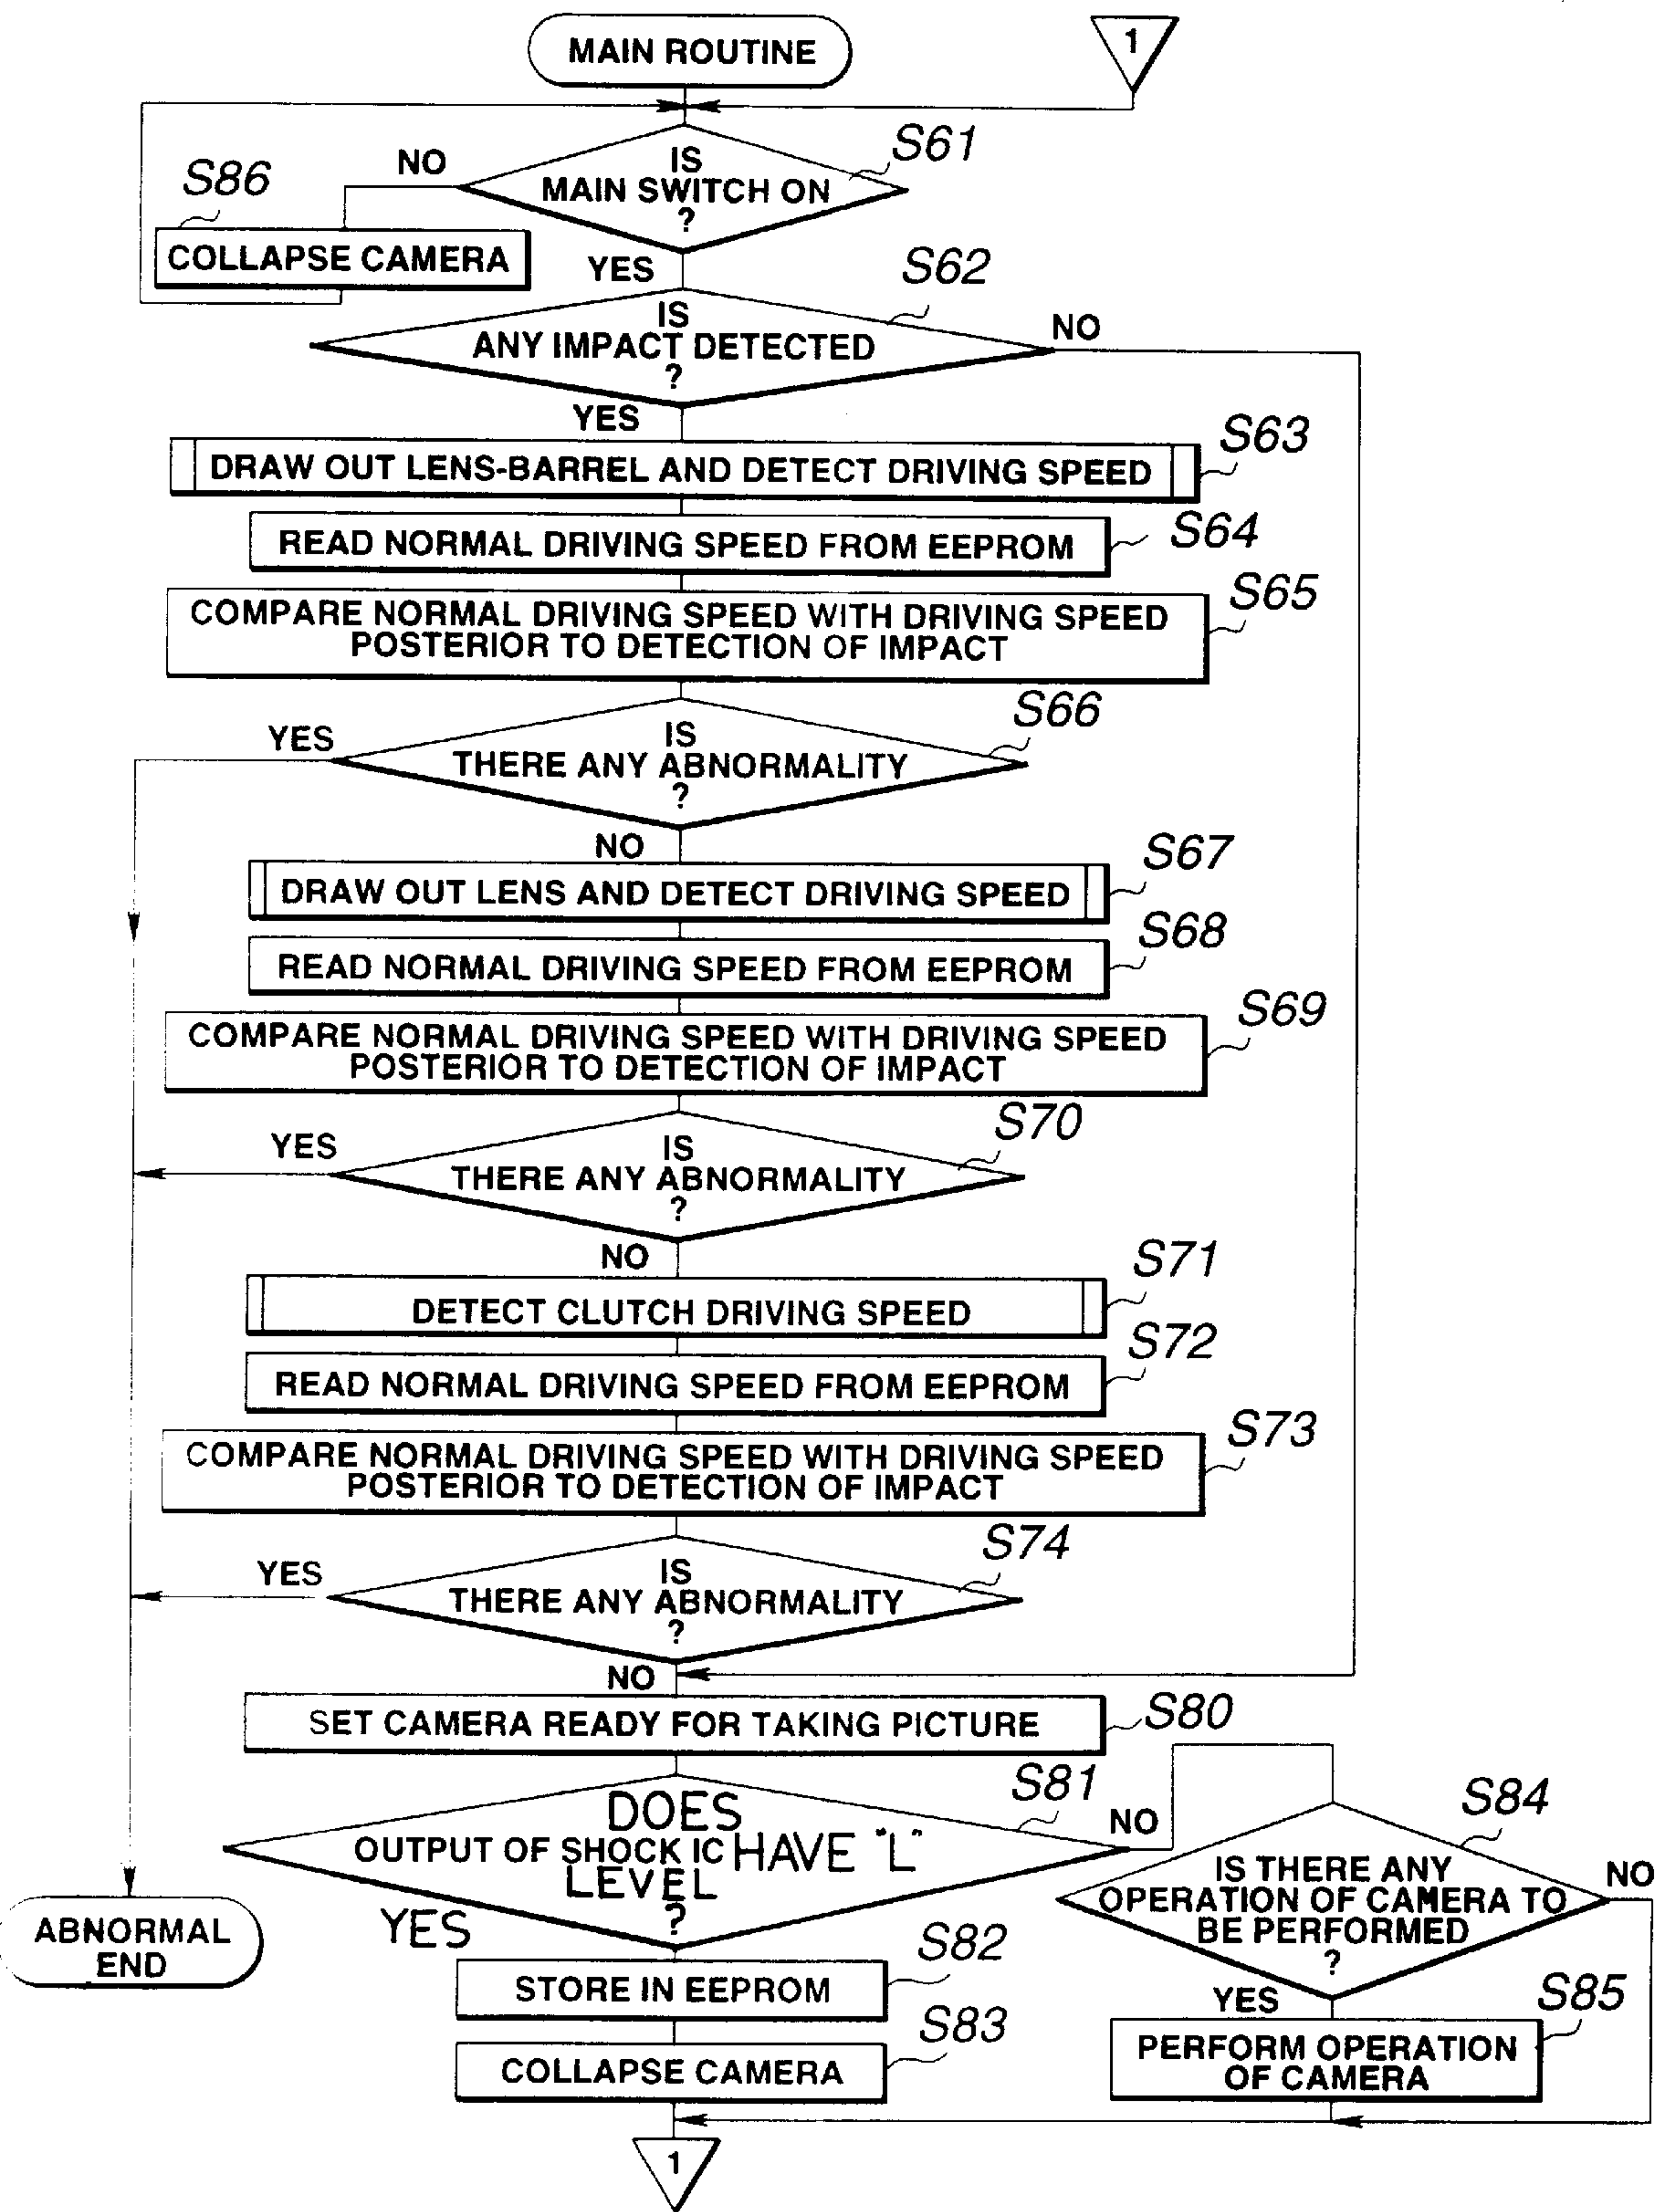 MAIN ROUTINE
1
S61
NO
IS
MAIN SWITCH ON
?
S86
COLLAPSE CAMERA
YES
S62
IS
ANY IMPACT DETECTED
?
NO
YES
S63
DRAW OUT LENS-BARREL AND DETECT DRIVING SPEED
S64
READ NORMAL DRIVING SPEED FROM EEPROM
S65
COMPARE NORMAL DRIVING SPEED WITH DRIVING SPEED
POSTERIOR TO DETECTION OF IMPACT
S66
YES
IS
THERE ANY ABNORMALITY
?
NO
S67
DRAW OUT LENS AND DETECT DRIVING SPEED
S68
READ NORMAL DRIVING SPEED FROM EEPROM
S69
COMPARE NORMAL DRIVING SPEED WITH DRIVING SPEED
POSTERIOR TO DETECTION OF IMPACT
S70
YES
IS
THERE ANY ABNORMALITY
?
NO
S71
DETECT CLUTCH DRIVING SPEED
S72
READ NORMAL DRIVING SPEED FROM EEPROM
S73
COMPARE NORMAL DRIVING SPEED WITH DRIVING SPEED
POSTERIOR TO DETECTION OF IMPACT
S74
YES
IS
THERE ANY ABNORMALITY
?
NO
S80
SET CAMERA READY FOR TAKING PICTURE
S81
DOES
OUTPUT OF SHOCK IC HAVE "L"
LEVEL
?
NO
YES
S84
IS THERE ANY
OPERATION OF CAMERA TO
BE PERFORMED
?
NO
YES
ABNORMAL
END
S82
STORE IN EEPROM
S83
COLLAPSE CAMERA
S85
PERFORM OPERATION
OF CAMERA
1